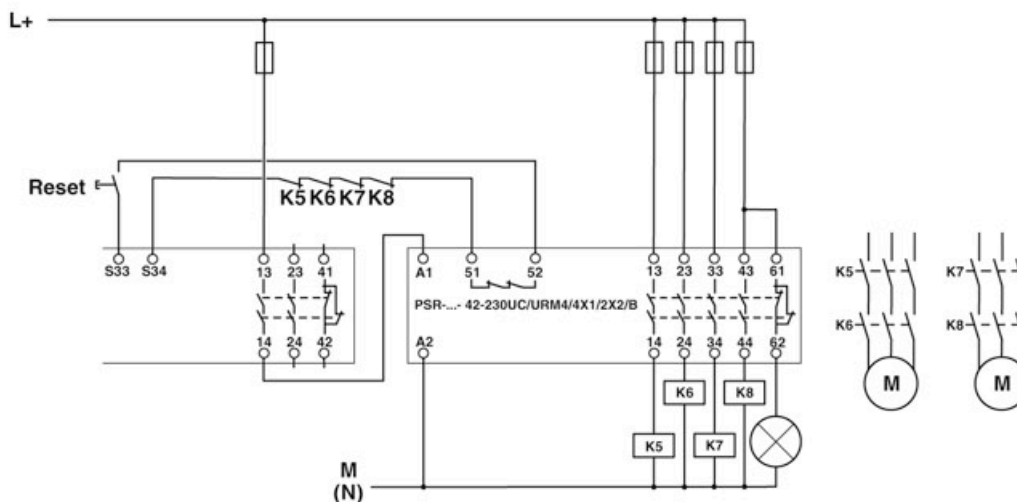 L+
Reset
K5 K6 K7 K8
S33 S34 13 23 41 A1 51 52 13 23 33 43 61
PSR-...- 42-230UC/URM4/4X1/2X2/B
14 24 42 A2 14 24 34 44 62
K5 K7
K6 K8
M M
K6 K8
K5 K7
M
(N)